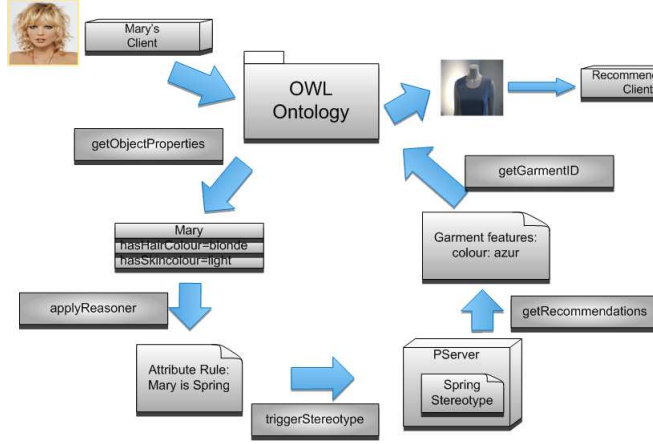 Mary's
Client
OWL
Ontology
Recommend
Client
getObjectProperties
getGarmentID
Mary
hasHairColour=blonde
hasSkincolour=light
Garment features:
colour: azur
applyReasoner
getRecommendations
Attribute Rule:
Mary is Spring
PServer
Spring
Stereotype
triggerStereotype